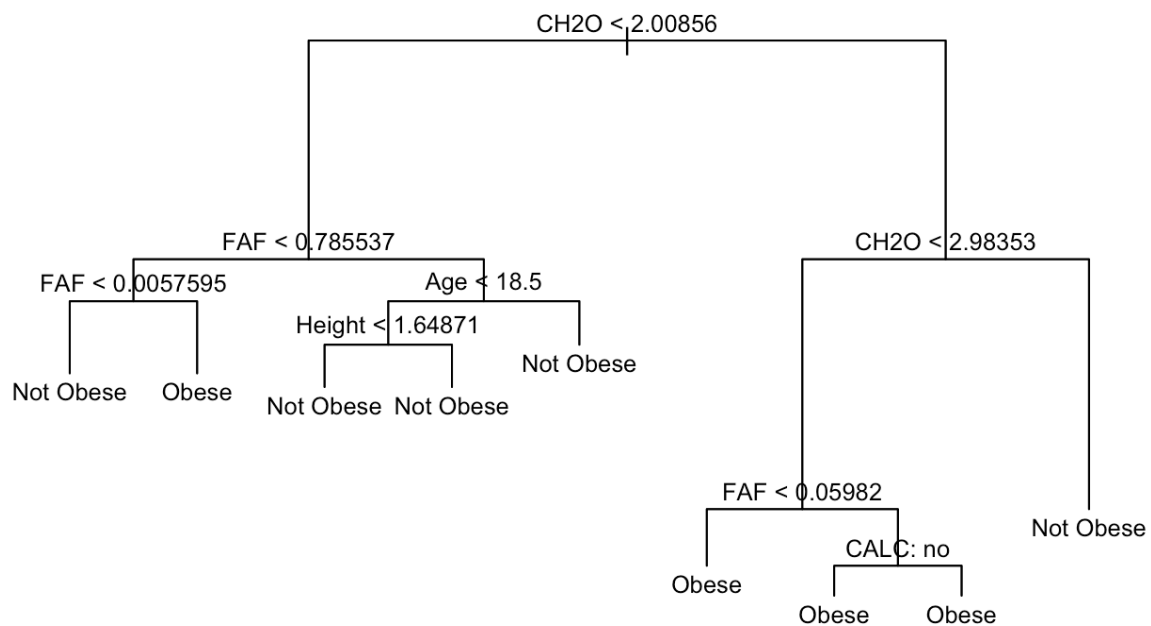 CH2O < 2.00856
FAF < 0.785537
CH2O < 2.98353
FAF < 0.0057595
Age < 18.5
Height < 1.64871
Not Obese
Not Obese
Obese
Not Obese
Not Obese
FAF < 0.05982
Not Obese
CALC: no
Obese
Obese
Obese